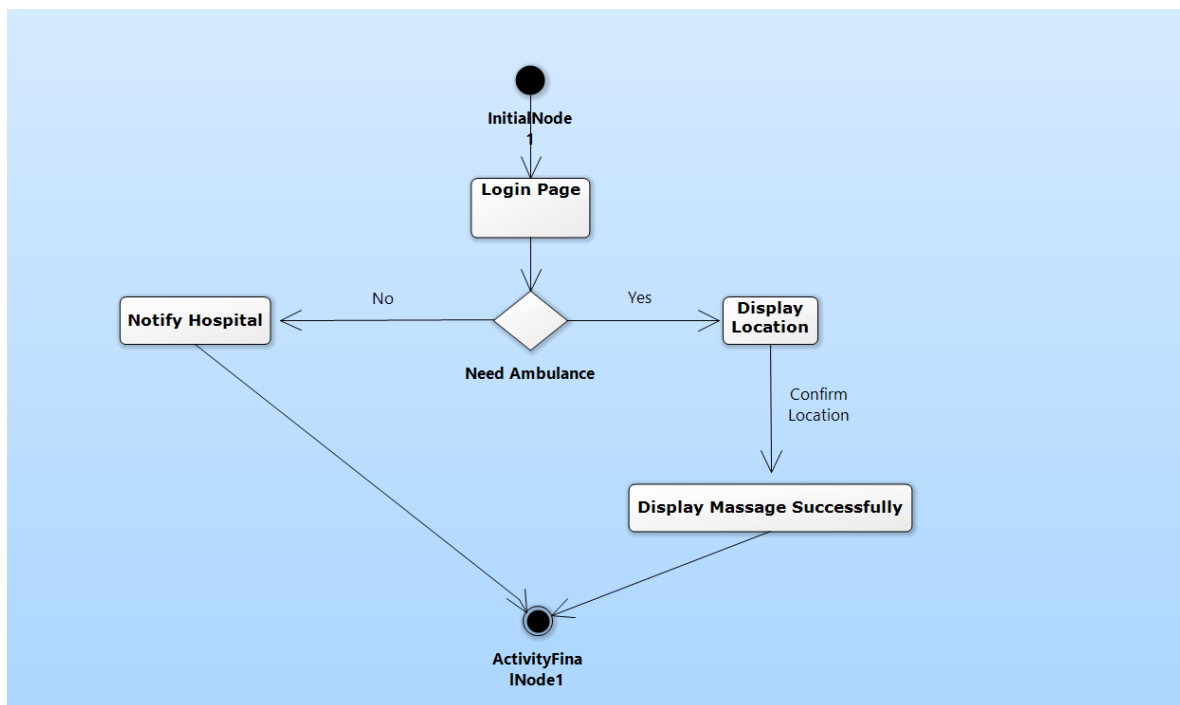 InitialNode
1
Login Page
No
Yes
Notify Hospital
Display
Location
Need Ambulance
Confirm
Location
Display Massage Successfully
ActivityFina
lNode1